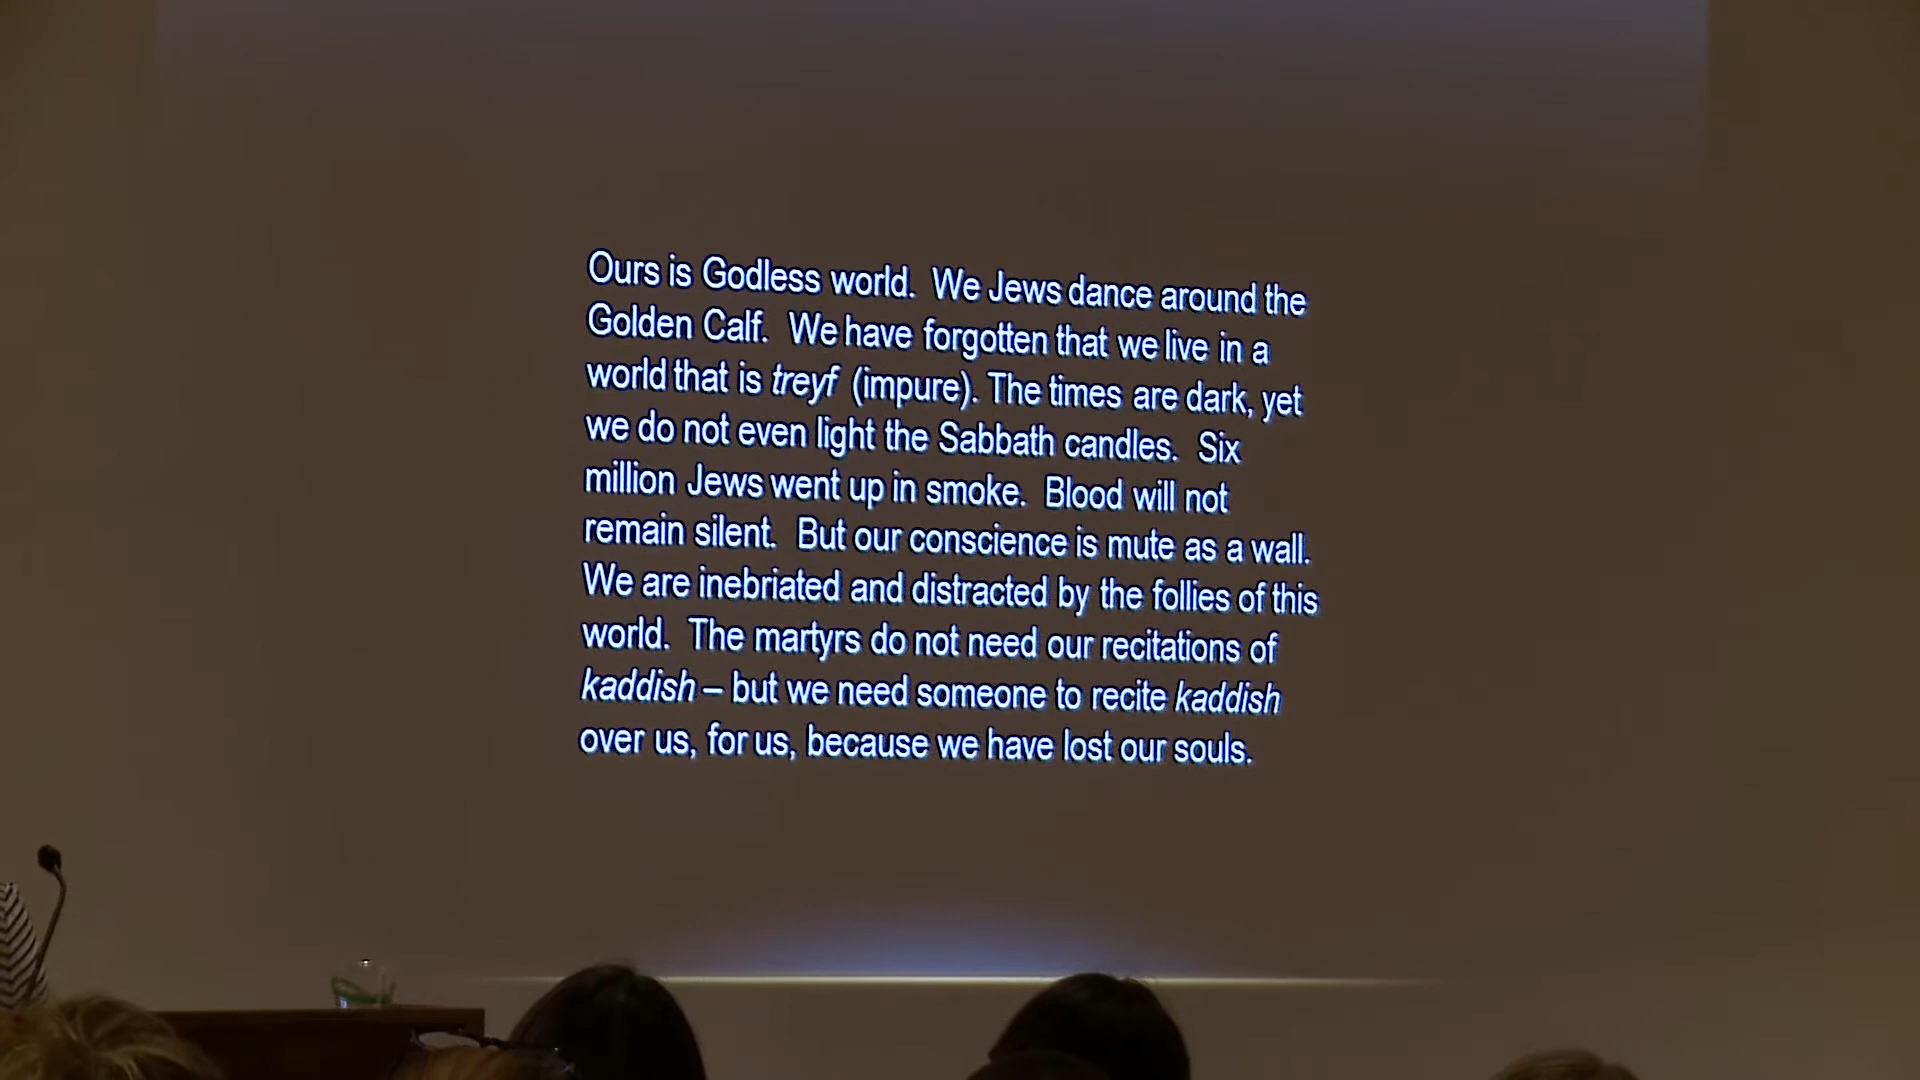 Ours is Godless world. We Jews dance around the
Golden Calf. We have forgotten that we live in a
world that is treyf (impure). The times are dark, yet
we do not even light the Sabbath candles. Six
million Jews went up in smoke. Blood will not
remain silent. But our conscience is mute as a wall.
We are inebriated and distracted by the follies of this
world. The martyrs do not need our recitations of
kaddish – but we need someone to recite kaddish
over us, for us, because we have lost our souls.